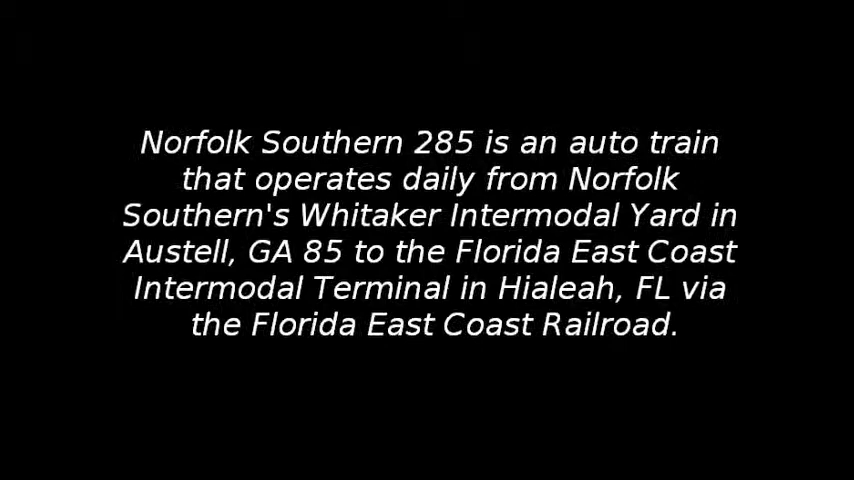 Norfolk Southern 285 is an auto train
that operates daily from Norfolk
Southern's Whitaker Intermodal Yard in
Austell, GA 85 to the Florida East Coast
Intermodal Terminal in Hialeah, FL via
the Florida East Coast Railroad.